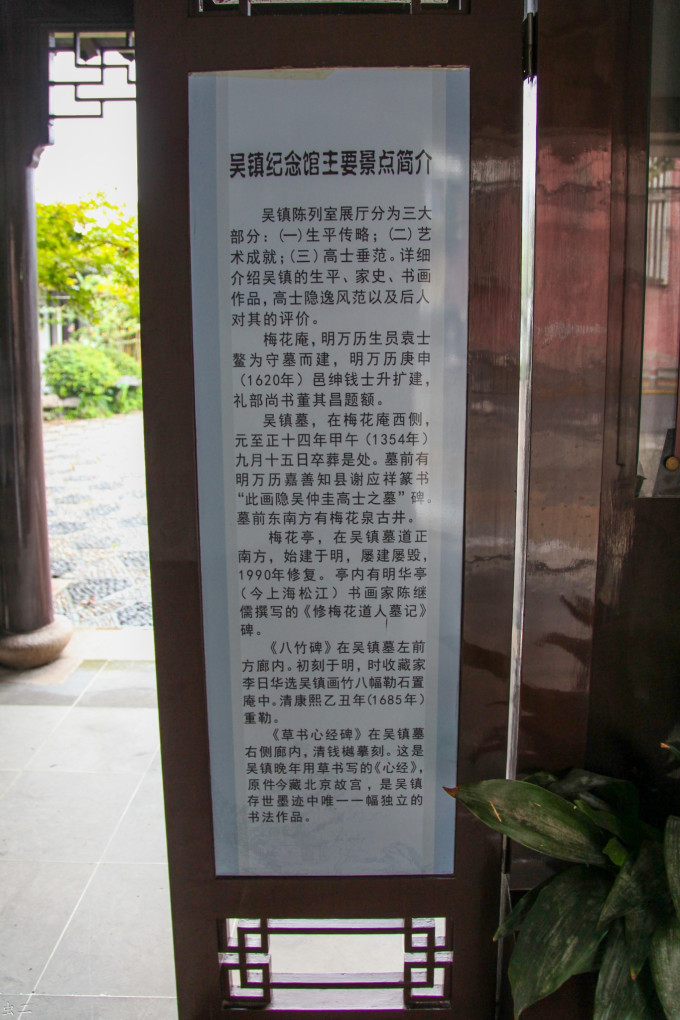 吴镇纪念馆主要景点简介
吴镇陈列室展厅分为三大
部分：(一)生平传略；(二)艺
术成就；(三)高士垂范。详细
介绍吴镇的生平、家史、书画
作品，高士隐逸风范以及后人
对其的评价。
梅花庵，明万历生员袁士
鳌为守墓而建，明万历庚申
（1620年）邑绅钱士升扩建，
礼部尚书董其昌题额。
吴镇墓，在梅花庵西侧，
元至正十四年甲午（1354年）
九月十五日卒葬是处。墓前有
明万历嘉善知县谢应祥篆书
“此画隐吴仲圭高士之墓”碑。
墓前东南方有梅花泉古井。
梅花亭，在吴镇墓道正
南方，始建于明，屡建屡毁，
1990年修复。亭内有明华亭
（今上海松江）书画家陈继
儒撰写的《修梅花道人墓记》
碑。
《八竹碑》在吴镇墓左前
方廊内。初刻于明，时收藏家
李日华选吴镇画竹八幅勒石置
庵中。清康熙乙丑年（1685年）
重勒。
《草书心经碑》在吴镇墓
右侧廊内，清钱樾摹刻。这是
吴镇晚年用草书写的《心经》，
原件今藏北京故宫，是吴镇
存世墨迹中唯一一幅独立的
书法作品。